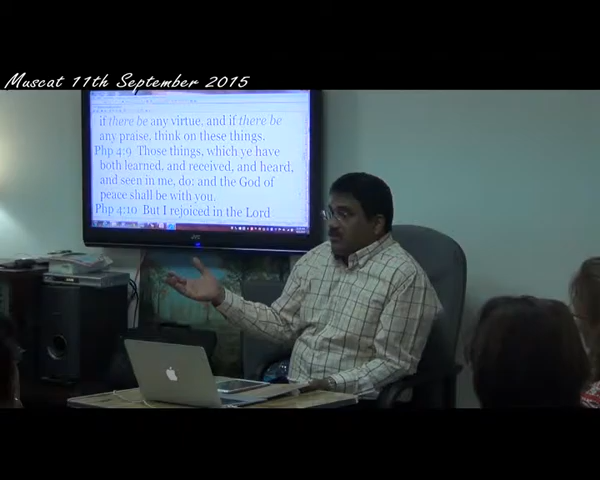 Muscat 11th September 2015
if there be any virtue, and if there be
any praise, think on these things.
Php 4:9 Those things, which ye have
both learned, and received, and heard,
and seen in me, do: and the God of
peace shall be with you.
Php 4:10 But I rejoiced in the Lord